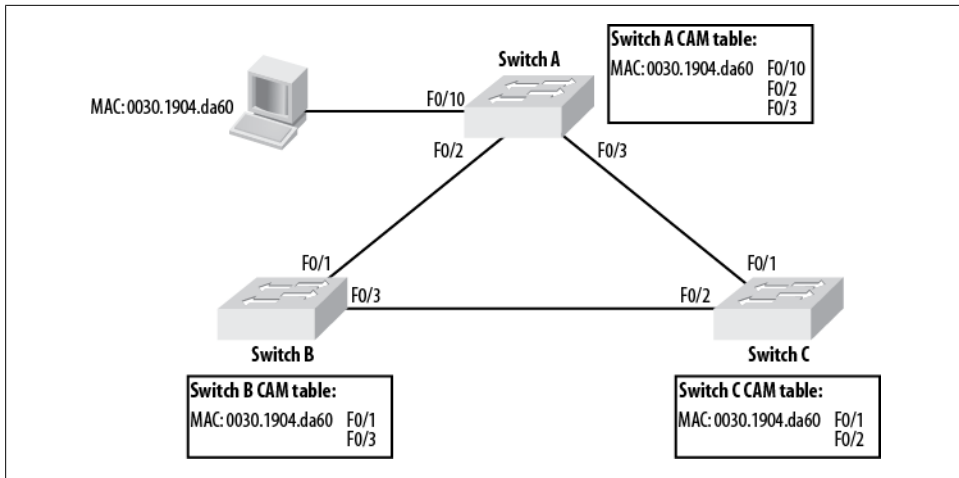 Switch A
Switch A CAM table:
MAC: 0030.1904.da60 F0/10
F0/2
F0/3
MAC: 0030.1904.da60
F0/10
F0/2
F0/3
F0/1
F0/3
F0/2
F0/1
Switch B
Switch C
Switch B CAM table:
MAC: 0030.1904.da60 F0/1
F0/3
Switch C CAM table:
MAC: 0030.1904.da60 F0/1
F0/2